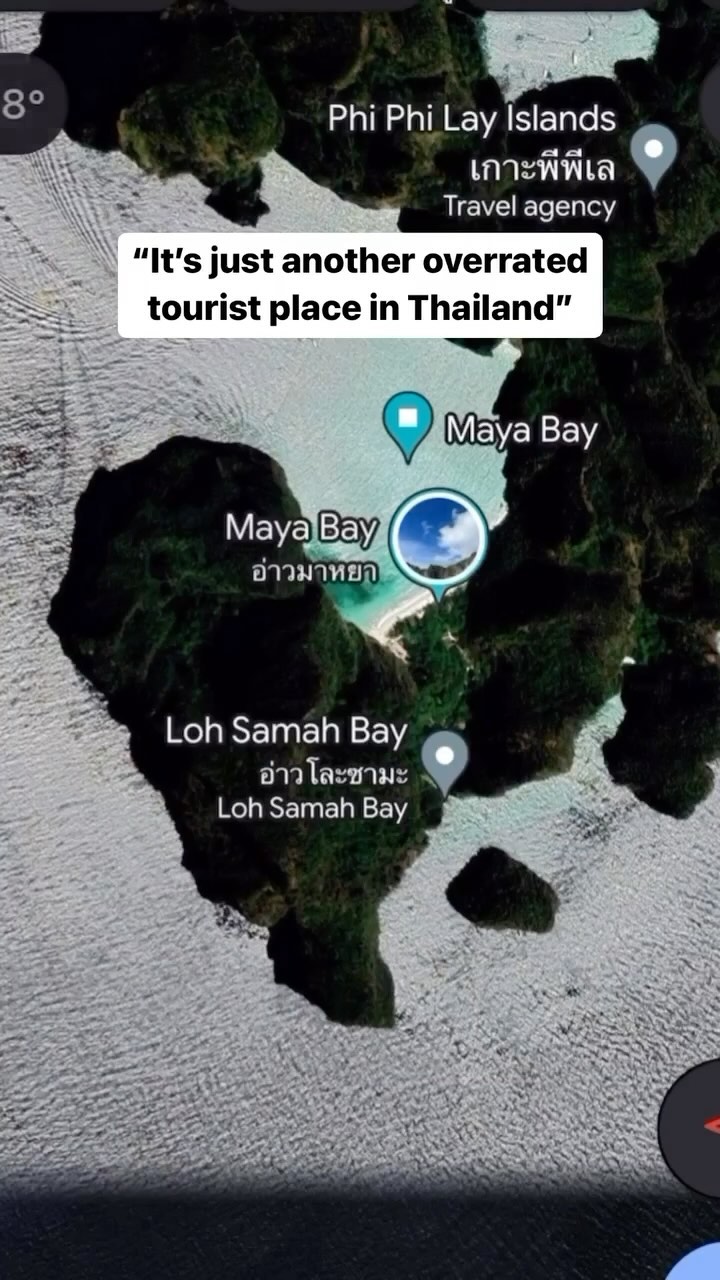 8°
Phi Phi Lay Islands
เกาะพีพีเล
Travel agency
“It’s just another overrated
tourist place in Thailand”
Maya Bay
Maya Bay
อ่าวมาหยา
Loh Samah Bay
อ่าวโละซามะ
Loh Samah Bay